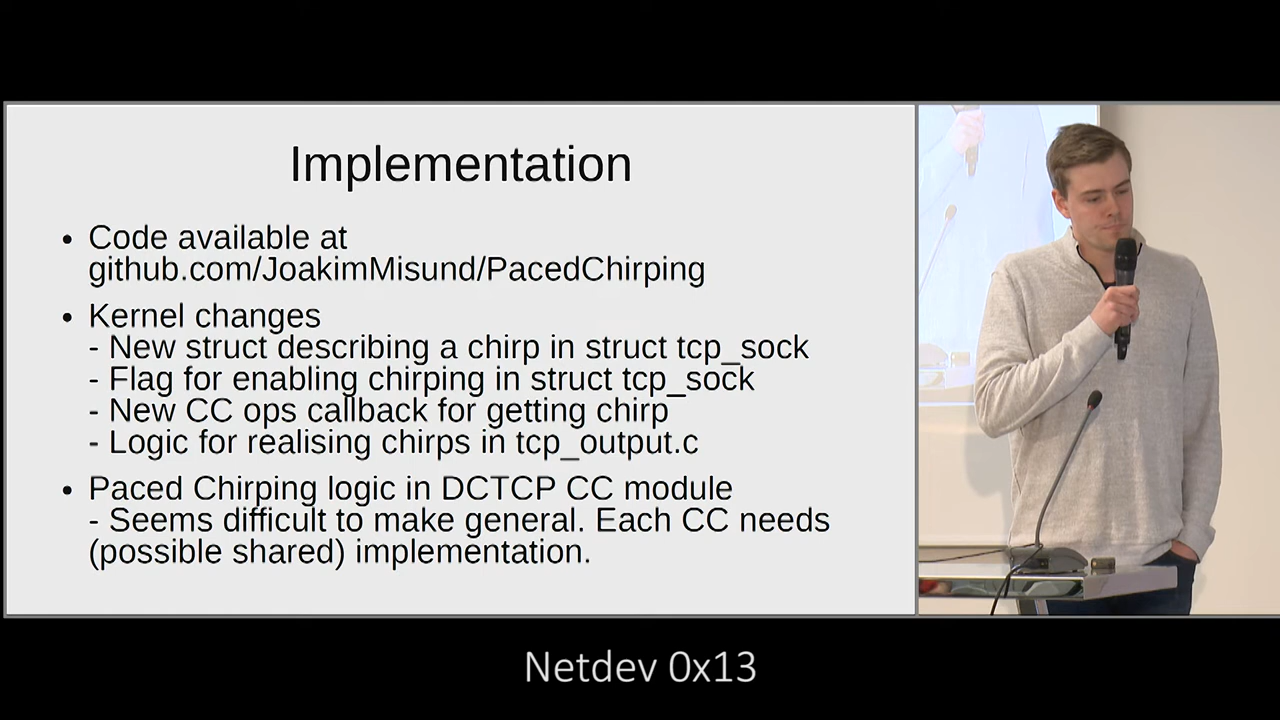 Implementation
• Code available at
github.com/JoakimMisund/PacedChirping
• Kernel changes
- New struct describing a chirp in struct tcp_sock
- Flag for enabling chirping in struct tcp_sock
- New CC ops callback for getting chirp
- Logic for realising chirps in tcp_output.c
• Paced Chirping logic in DCTCP CC module
- Seems difficult to make general. Each CC needs
(possible shared) implementation.
Netdev 0x13